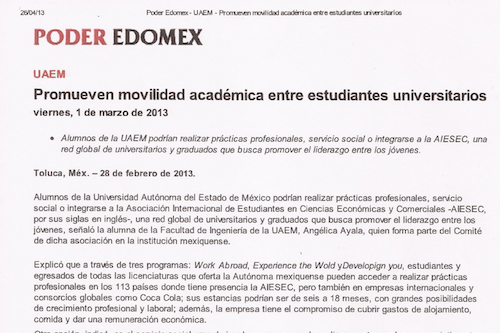 26/04/13
Poder Edomex - UAEM - Promueven movilidad académica entre estudiantes universitarios
PODER EDOMEX
UAEM
Promueven movilidad académica entre estudiantes universitarios
viernes, 1 de marzo de 2013
• Alumnos de la UAEM podrían realizar prácticas profesionales, servicio social o integrarse a la AIESEC, una
red global de universitarios y graduados que busca promover el liderazgo entre los jóvenes.
Toluca, Méx. – 28 de febrero de 2013.
Alumnos de la Universidad Autónoma del Estado de México podrían realizar prácticas profesionales, servicio
social o integrarse a la Asociación Internacional de Estudiantes en Ciencias Económicas y Comerciales -AIESEC,
por sus siglas en inglés-, una red global de universitarios y graduados que busca promover el liderazgo entre los
jóvenes, señaló la alumna de la Facultad de Ingeniería de la UAEM, Angélica Ayala, quien forma parte del Comité
de dicha asociación en la institución mexiquense.
Explicó que a través de tres programas: Work Abroad, Experience the Wold yDevelopign you, estudiantes y
egresados de todas las licenciaturas que oferta la Autónoma mexiquense pueden acceder a realizar prácticas
profesionales en los 113 países donde tiene presencia la AIESEC, pero también en empresas internacionales y
consorcios globales como Coca Cola; sus estancias podrían ser de seis a 18 meses, con grandes posibilidades
de crecimiento profesional y laboral; además, la empresa tiene el compromiso de cubrir gastos de alojamiento,
comida y dar una remuneración económica.